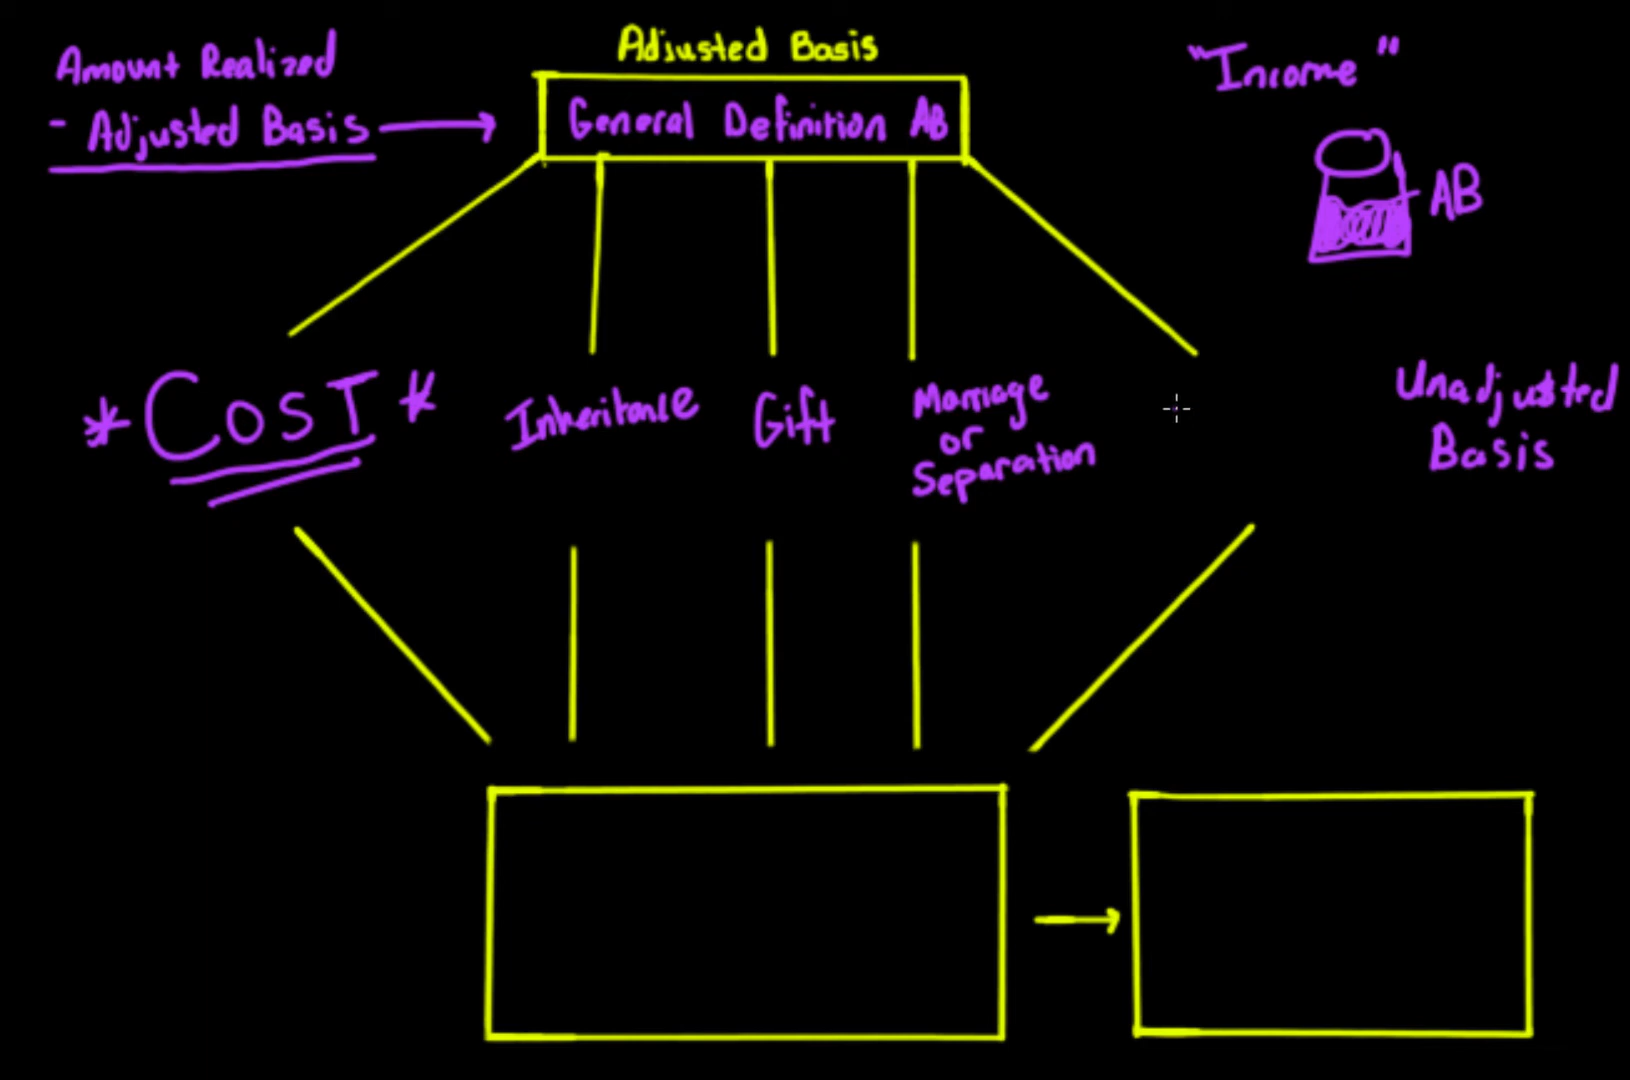 Adjusted Basis
Amount Realized
- Adjusted Basis
General Definition AB
"Income"
AB
*COST*
Inheritance
Gift
Marriage
or
Separation
Unadjusted
Basis